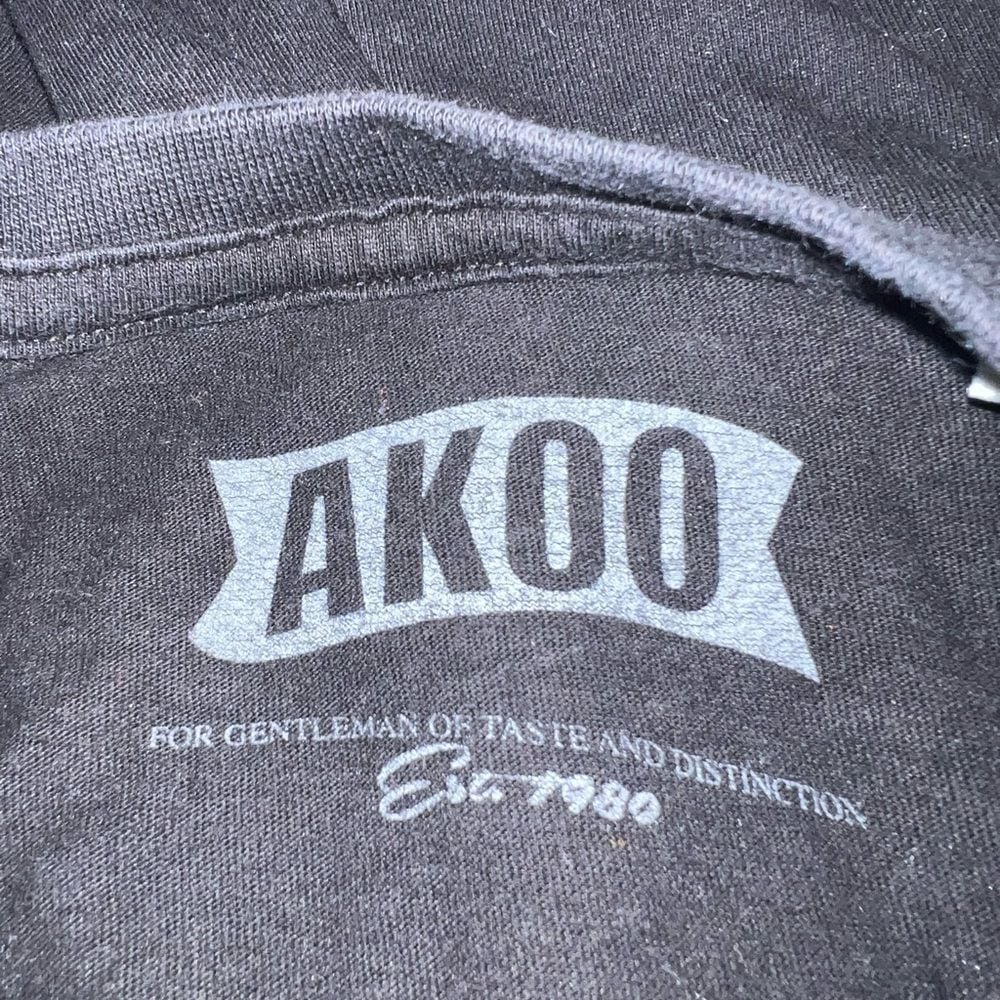 AKOO
FOR GENTLEMAN OF TASTE AND DISTINCTION
Est. 1980